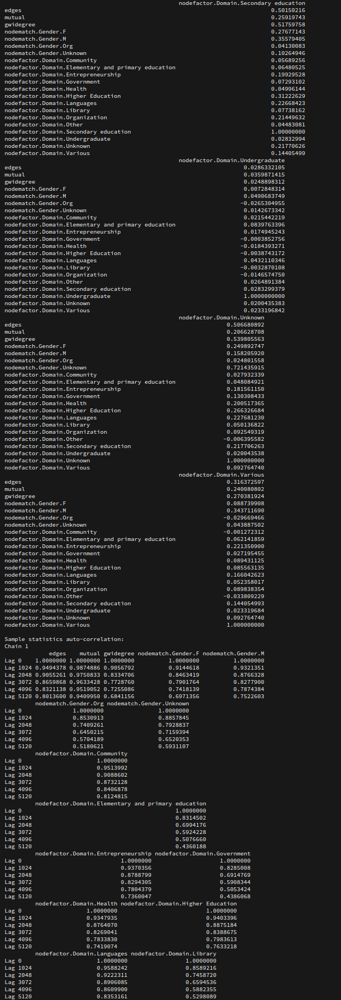 nodefactor.Domain.Secondary education
edges 0.50150216
mutual 0.25919743
gwidegree 0.51759758
nodematch.Gender.F 0.27677143
nodematch.Gender.M 0.35579405
nodematch.Gender.Org 0.04130083
nodematch.Gender.Unknown 0.10264946
nodefactor.Domain.Community 0.05689256
nodefactor.Domain.Elementary and primary education 0.06480525
nodefactor.Domain.Entrepreneurship 0.19929528
nodefactor.Domain.Government 0.07293102
nodefactor.Domain.Health 0.04996144
nodefactor.Domain.Higher Education 0.31222629
nodefactor.Domain.Languages 0.22668423
nodefactor.Domain.Library 0.07738162
nodefactor.Domain.Organization 0.21449632
nodefactor.Domain.Other 0.04483081
nodefactor.Domain.Secondary education 1.00000000
nodefactor.Domain.Undergraduate 0.02832994
nodefactor.Domain.Unknown 0.21770626
nodefactor.Domain.Various 0.14405499
nodefactor.Domain.Undergraduate
edges 0.0286332105
mutual 0.0359871415
gwidegree 0.0248898312
nodematch.Gender.F 0.0072848314
nodematch.Gender.M 0.0490683749
nodematch.Gender.Org -0.0265304955
nodematch.Gender.Unknown 0.0142673342
nodefactor.Domain.Community 0.0215442219
nodefactor.Domain.Elementary and primary education 0.0839763396
nodefactor.Domain.Entrepreneurship 0.0174945243
nodefactor.Domain.Government -0.0003852756
nodefactor.Domain.Health -0.0184393271
nodefactor.Domain.Higher Education -0.0038743172
nodefactor.Domain.Languages 0.0432110346
nodefactor.Domain.Library -0.0032870108
nodefactor.Domain.Organization -0.0146574750
nodefactor.Domain.Other 0.0264891384
nodefactor.Domain.Secondary education 0.0283299379
nodefactor.Domain.Undergraduate 1.0000000000
nodefactor.Domain.Unknown 0.0200435383
nodefactor.Domain.Various 0.0233196842
nodefactor.Domain.Unknown
edges 0.506680892
mutual 0.206628708
gwidegree 0.539805563
nodematch.Gender.F 0.249892747
nodematch.Gender.M 0.158205920
nodematch.Gender.Org 0.024801558
nodematch.Gender.Unknown 0.721435915
nodefactor.Domain.Community 0.027932339
nodefactor.Domain.Elementary and primary education 0.048084921
nodefactor.Domain.Entrepreneurship 0.181561150
nodefactor.Domain.Government 0.130308433
nodefactor.Domain.Health 0.200517365
nodefactor.Domain.Higher Education 0.266326684
nodefactor.Domain.Languages 0.227681230
nodefactor.Domain.Library 0.050136822
nodefactor.Domain.Organization 0.092549319
nodefactor.Domain.Other -0.006395582
nodefactor.Domain.Secondary education 0.217706263
nodefactor.Domain.Undergraduate 0.020043538
nodefactor.Domain.Unknown 1.000000000
nodefactor.Domain.Various 0.092764740
nodefactor.Domain.Various
edges 0.316372597
mutual 0.240080802
gwidegree 0.270381924
nodematch.Gender.F 0.088739908
nodematch.Gender.M 0.343711690
nodematch.Gender.Org -0.029669466
nodematch.Gender.Unknown 0.043887502
nodefactor.Domain.Community -0.001272312
nodefactor.Domain.Elementary and primary education 0.062141859
nodefactor.Domain.Entrepreneurship 0.221350900
nodefactor.Domain.Government 0.027195455
nodefactor.Domain.Health 0.089431125
nodefactor.Domain.Higher Education 0.085563135
nodefactor.Domain.Languages 0.166042623
nodefactor.Domain.Library 0.052358017
nodefactor.Domain.Organization 0.089838354
nodefactor.Domain.Other -0.033809229
nodefactor.Domain.Secondary education 0.144054993
nodefactor.Domain.Undergraduate 0.023319684
nodefactor.Domain.Unknown 0.092764740
nodefactor.Domain.Various 1.000000000
Sample statistics auto-correlation:
Chain 1
edges mutual gwidegree nodematch.Gender.F nodematch.Gender.M
Lag 0 1.0000000 1.0000000 1.0000000 1.0000000 1.0000000
Lag 1024 0.9494378 0.9874886 0.9056792 0.9144618 0.9321351
Lag 2048 0.9055261 0.9750833 0.8334706 0.8463419 0.8766328
Lag 3072 0.8659868 0.9633428 0.7728760 0.7901764 0.8277900
Lag 4096 0.8321138 0.9519052 0.7255086 0.7418139 0.7874384
Lag 5120 0.8013600 0.9409950 0.6841156 0.6971356 0.7522603
nodematch.Gender.Org nodematch.Gender.Unknown
Lag 0 1.0000000 1.0000000
Lag 1024 0.8530913 0.8857845
Lag 2048 0.7409261 0.7928837
Lag 3072 0.6450215 0.7159394
Lag 4096 0.5704189 0.6520353
Lag 5120 0.5180621 0.5931107
nodefactor.Domain.Community
Lag 0 1.0000000
Lag 1024 0.9513992
Lag 2048 0.9088602
Lag 3072 0.8732128
Lag 4096 0.8406878
Lag 5120 0.8124815
nodefactor.Domain.Elementary and primary education
Lag 0 1.0000000
Lag 1024 0.8314502
Lag 2048 0.6994176
Lag 3072 0.5924228
Lag 4096 0.5076660
Lag 5120 0.4360188
nodefactor.Domain.Entrepreneurship nodefactor.Domain.Government
Lag 0 1.0000000 1.0000000
Lag 1024 0.9370356 0.8285008
Lag 2048 0.8788799 0.6914769
Lag 3072 0.8294305 0.5908344
Lag 4096 0.7804379 0.5053424
Lag 5120 0.7360047 0.4386068
nodefactor.Domain.Health nodefactor.Domain.Higher Education
Lag 0 1.0000000 1.0000000
Lag 1024 0.9347935 0.9403396
Lag 2048 0.8764070 0.8875184
Lag 3072 0.8269041 0.8388675
Lag 4096 0.7833830 0.7983613
Lag 5120 0.7419074 0.7633218
nodefactor.Domain.Languages nodefactor.Domain.Library
Lag 0 1.0000000 1.0000000
Lag 1024 0.9588242 0.8589216
Lag 2048 0.9222311 0.7458720
Lag 3072 0.8906085 0.6594536
Lag 4096 0.8609900 0.5882355
Lag 5120 0.8353161 0.5298089